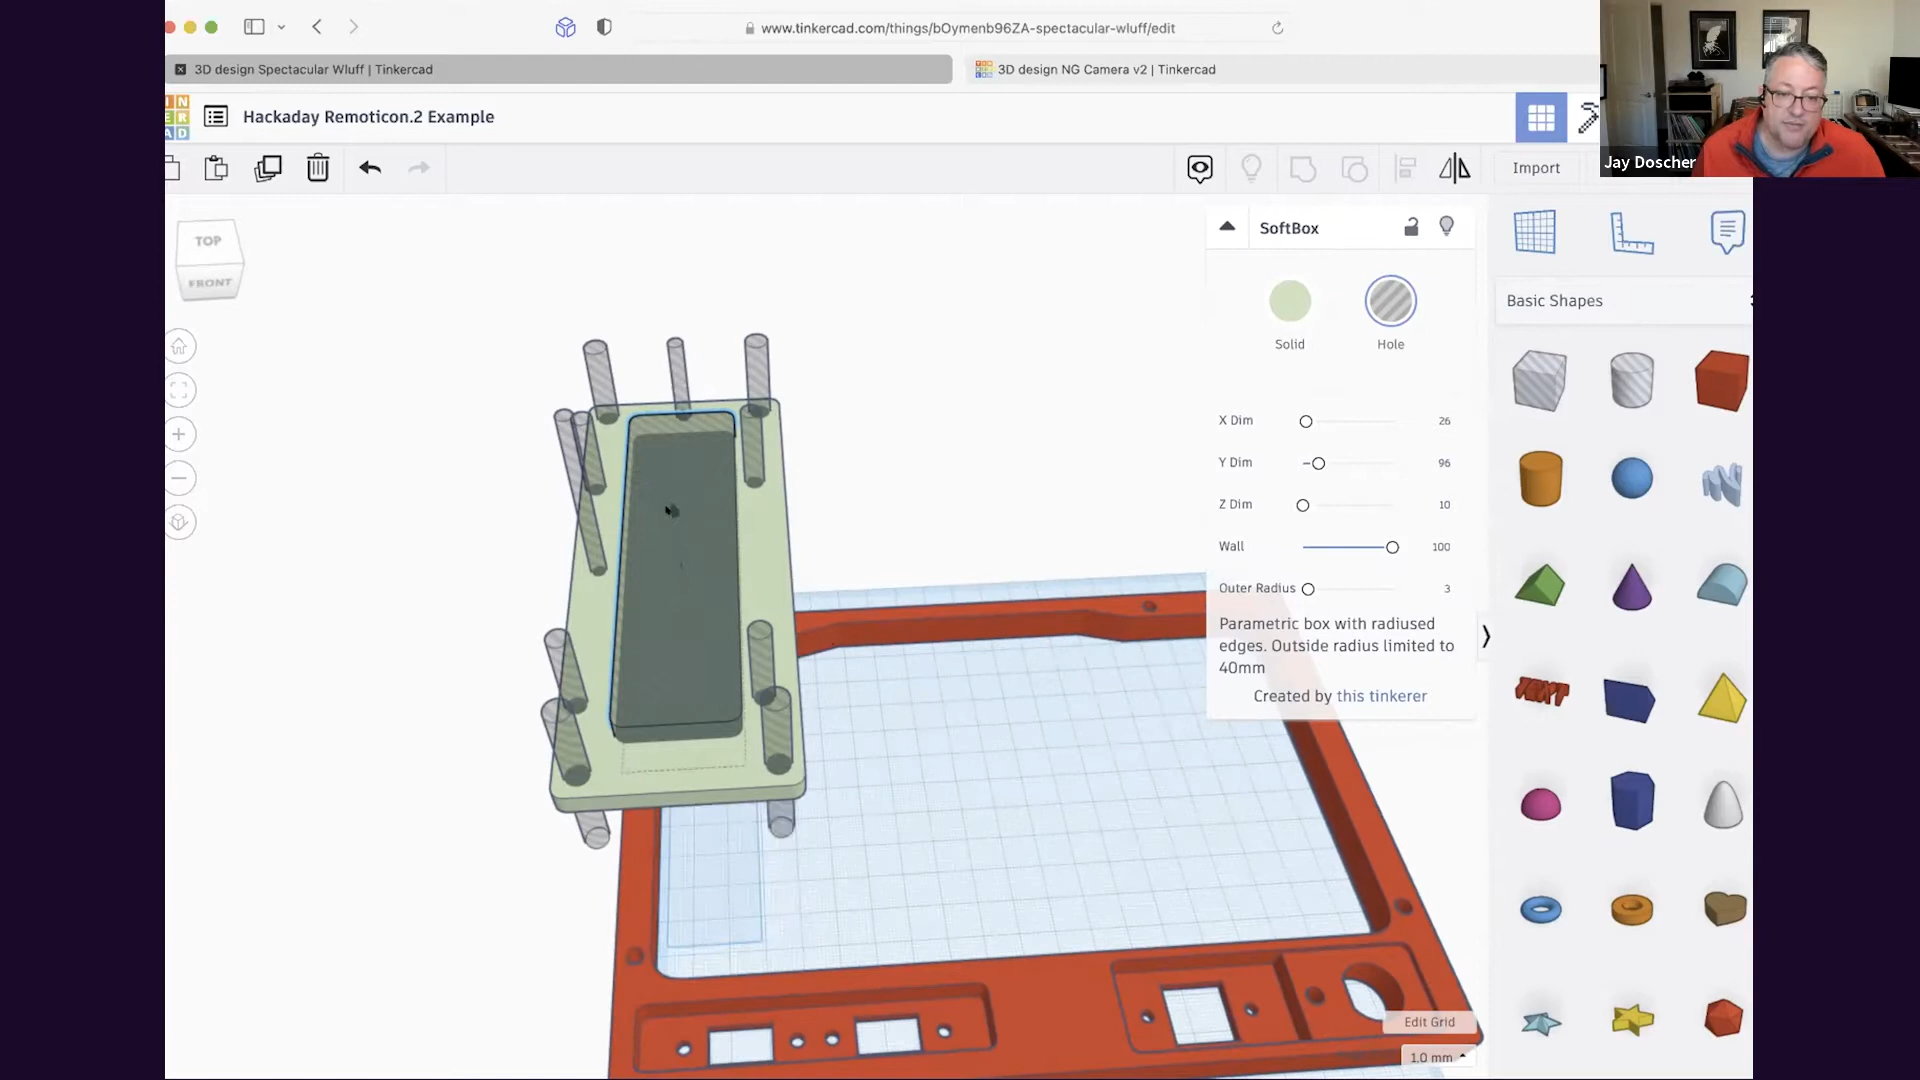 www.tinkercad.com/things/bOymenb96ZA-spectacular-wluff/edit
3D design Spectacular Wluff | Tinkercad
3D design NG Camera v2 | Tinkercad
Hackaday Remoticon.2 Example
Jay Doscher
Import
TOP
FRONT
SoftBox
Solid
Hole
Basic Shapes
X Dim
26
Y Dim
96
Z Dim
10
Wall
100
Outer Radius
3
Parametric box with radiused
edges. Outside radius limited to
40mm
Created by this tinkerer
TEXT
Edit Grid
1.0 mm